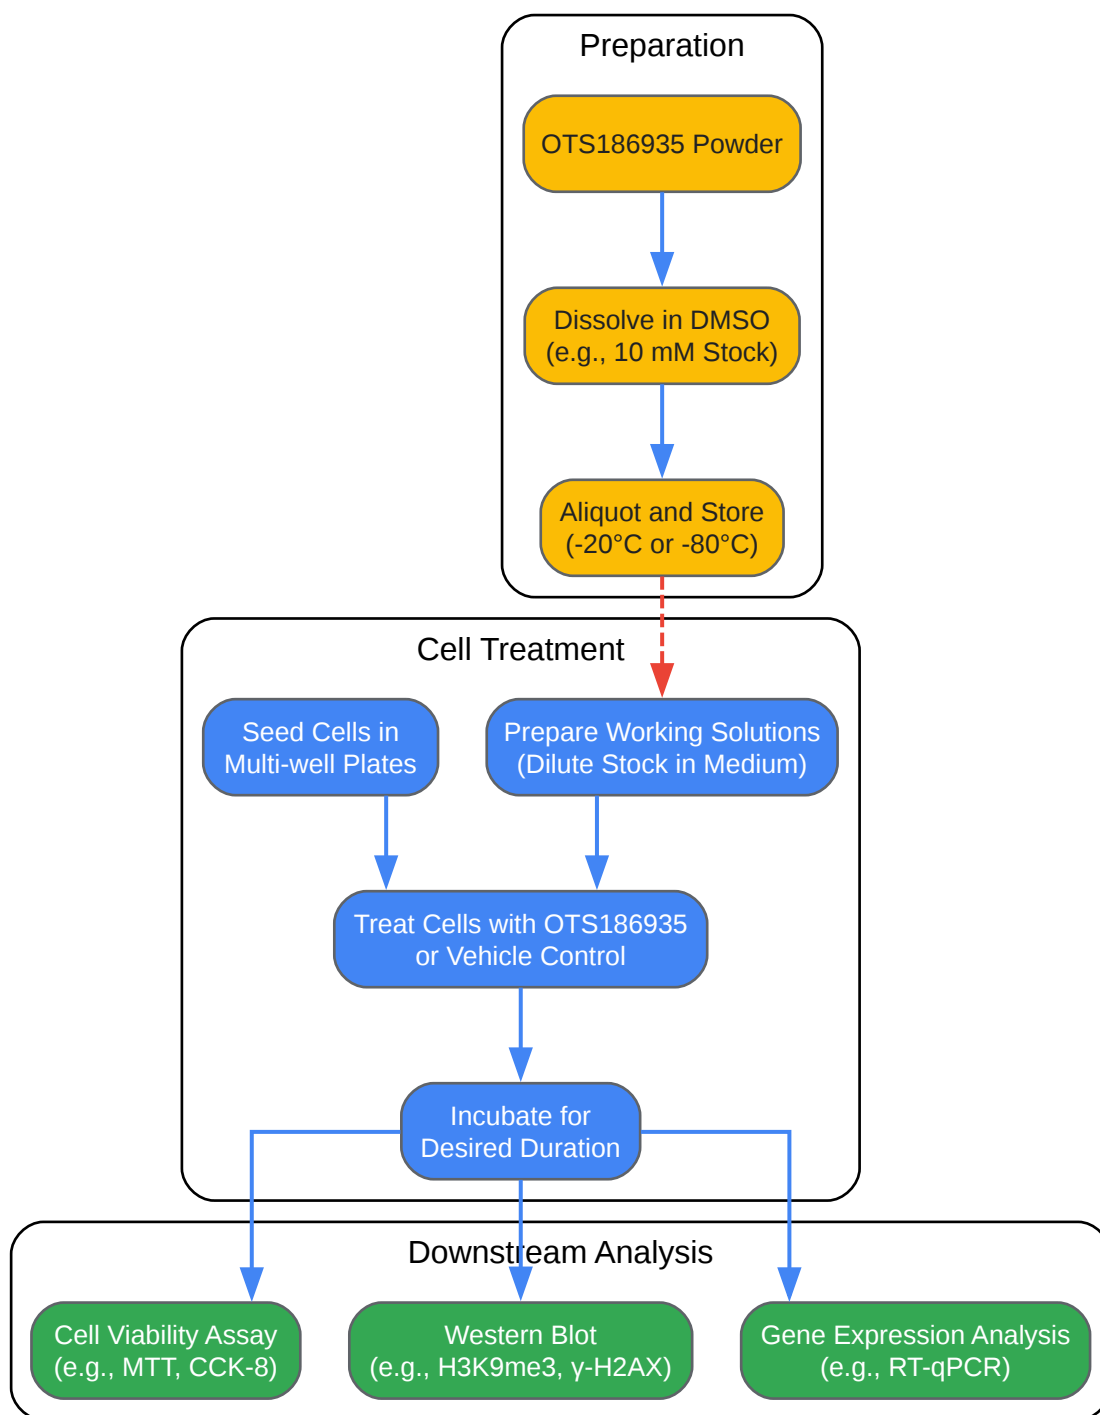 Preparation
OTS186935 Powder
Dissolve in DMSO
(e.g., 10 mM Stock)
Aliquot and Store
(-20°C or -80°C)
Cell Treatment
Seed Cells in
Multi-well Plates
Prepare Working Solutions
(Dilute Stock in Medium)
Treat Cells with OTS186935
or Vehicle Control
Incubate for
Desired Duration
Downstream Analysis
Cell Viability Assay
(e.g., MTT, CCK-8)
Western Blot
(e.g., H3K9me3, γ-H2AX)
Gene Expression Analysis
(e.g., RT-qPCR)